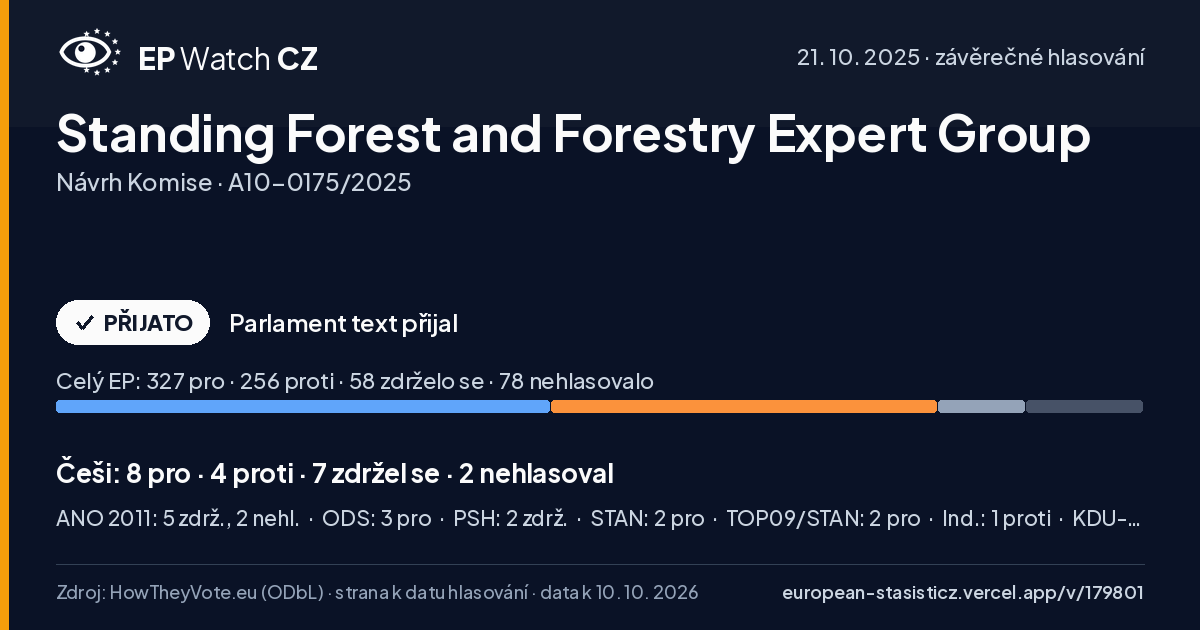 EP Watch CZ
21. 10. 2025 · závěrečné hlasování
Standing Forest and Forestry Expert Group
Návrh Komise · A10–0175/2025
✓ PŘIJATO
Parlament text přijal
Celý EP: 327 pro · 256 proti · 58 zdrželo se · 78 nehlasovalo
Češi: 8 pro · 4 proti · 7 zdržel se · 2 nehlasoval
ANO 2011: 5 zdrž., 2 nehl. · ODS: 3 pro · PSH: 2 zdrž. · STAN: 2 pro · TOP09/STAN: 2 pro · Ind.: 1 proti · KDU-…
Zdroj: HowTheyVote.eu (ODbL) · strana k datu hlasování · data k 10. 10. 2026
european-stasisticz.vercel.app/v/179801